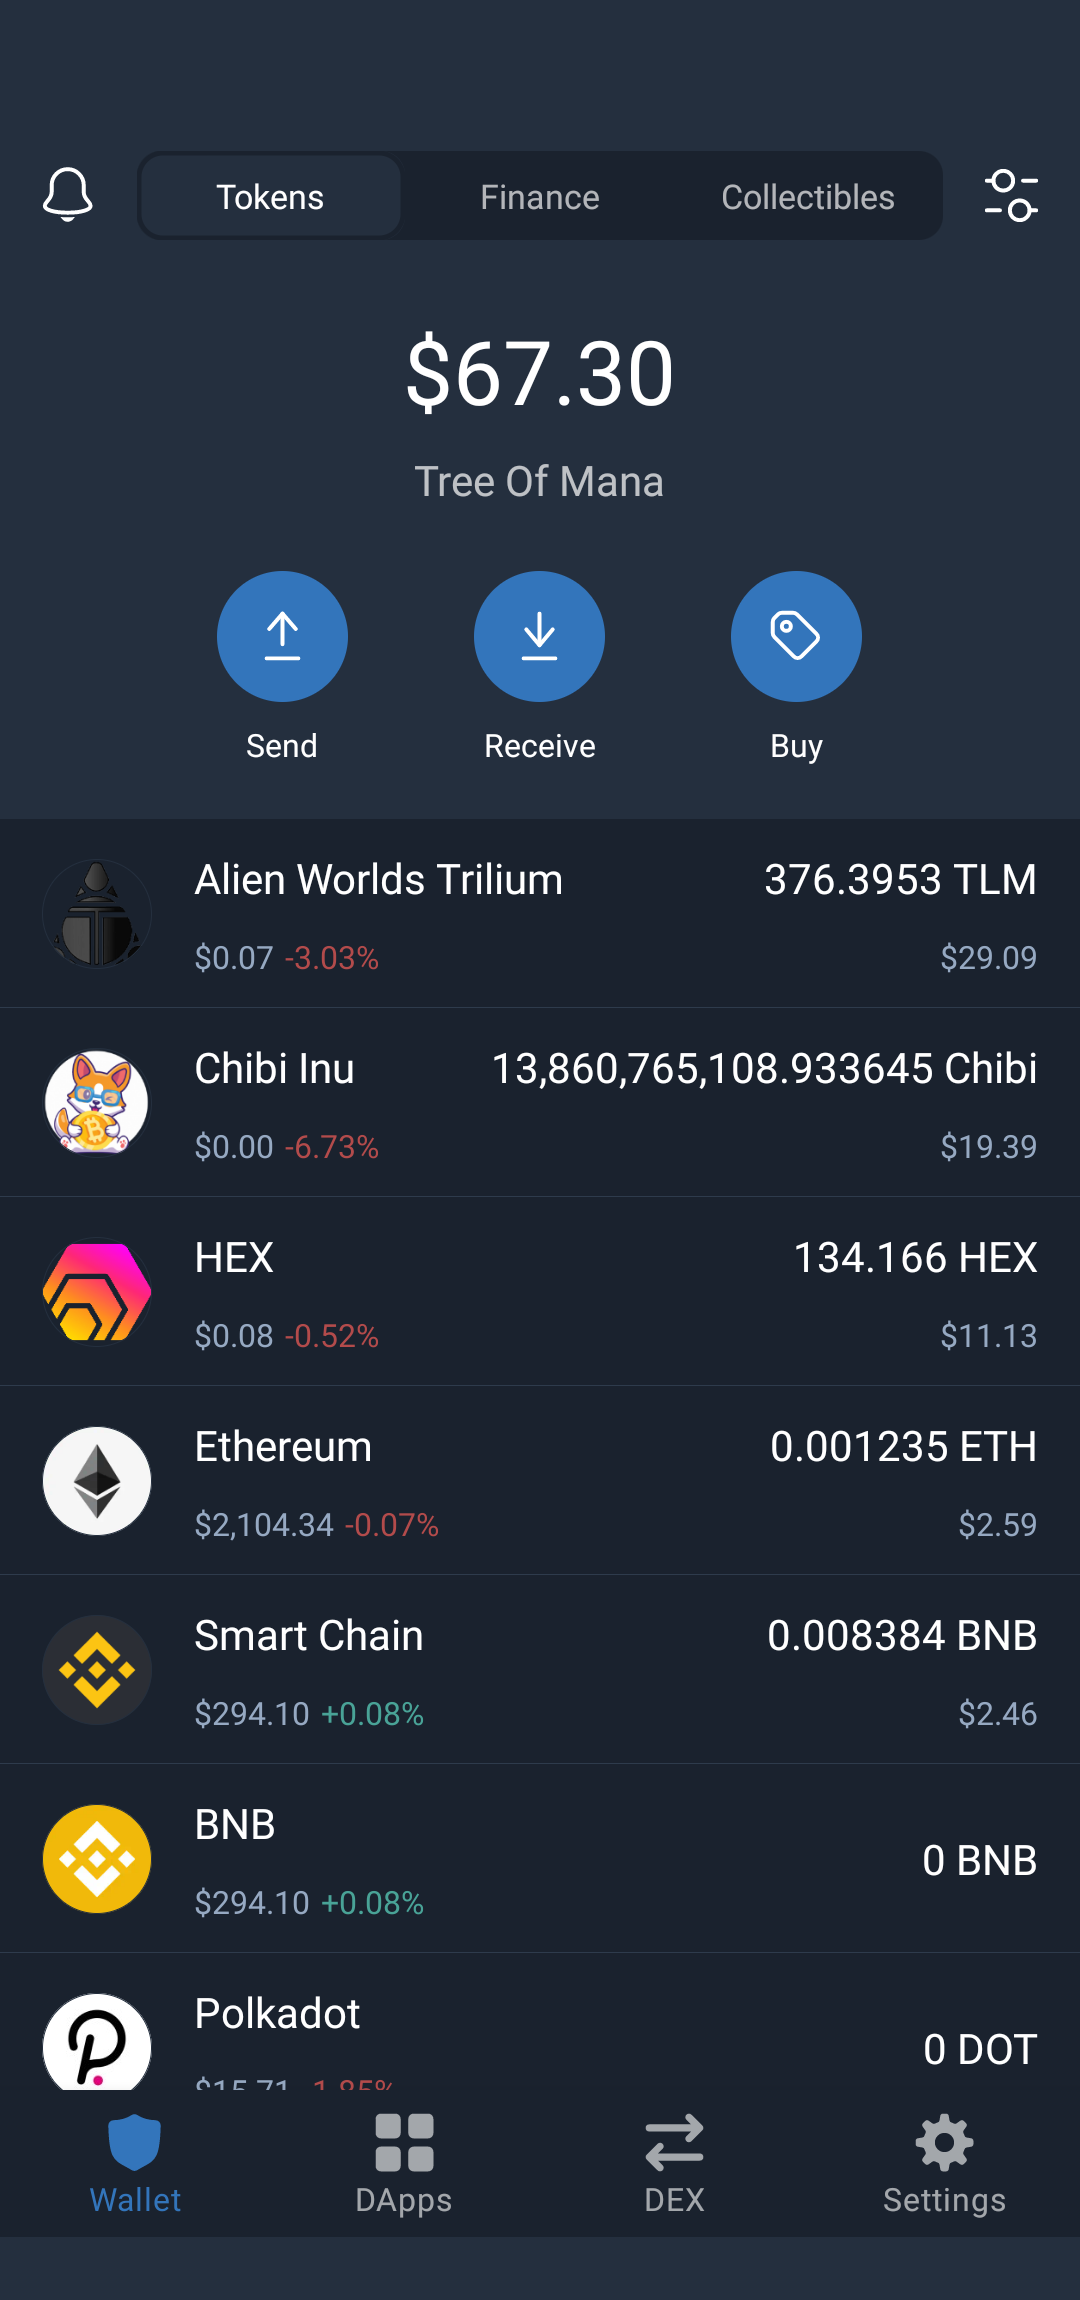 Tokens Finance Collectibles
$67.30
Tree Of Mana
Send Receive Buy
Alien Worlds Trilium 376.3953 TLM
$0.07 -3.03% $29.09
Chibi Inu 13,860,765,108.933645 Chibi
$0.00 -6.73% $19.39
HEX 134.166 HEX
$0.08 -0.52% $11.13
Ethereum 0.001235 ETH
$2,104.34 -0.07% $2.59
Smart Chain 0.008384 BNB
$294.10 +0.08% $2.46
BNB 0 BNB
$294.10 +0.08%
Polkadot 0 DOT
$15.71 -1.85%
Wallet DApps DEX Settings